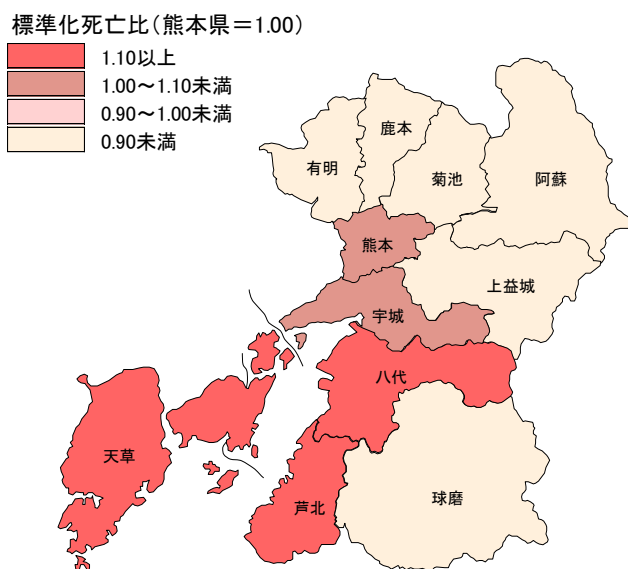 標準化死亡比(熊本県＝1.00)
1.10以上
1.00～1.10未満
0.90～1.00未満
0.90未満
鹿本
有明
菊池
阿蘇
熊本
上益城
宇城
八代
天草
球磨
芦北